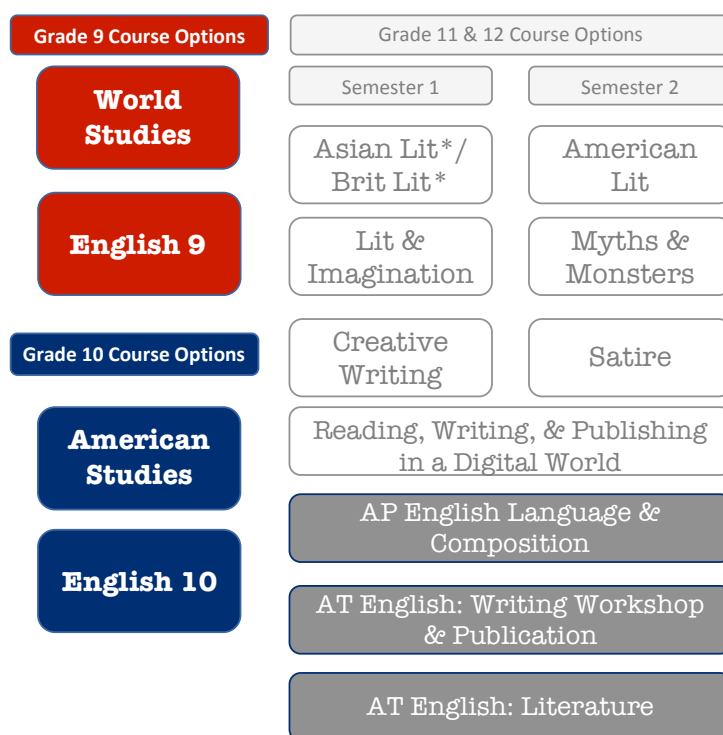 Grade 9 Course Options
World
Studies
English 9
Grade 10 Course Options
American
Studies
English 10
Grade 11 & 12 Course Options
Semester 1
Semester 2
Asian Lit*/
Brit Lit*
American
Lit
Lit &
Imagination
Myths &
Monsters
Creative
Writing
Satire
Reading, Writing, & Publishing
in a Digital World
AP English Language &
Composition
AT English: Writing Workshop
& Publication
AT English: Literature